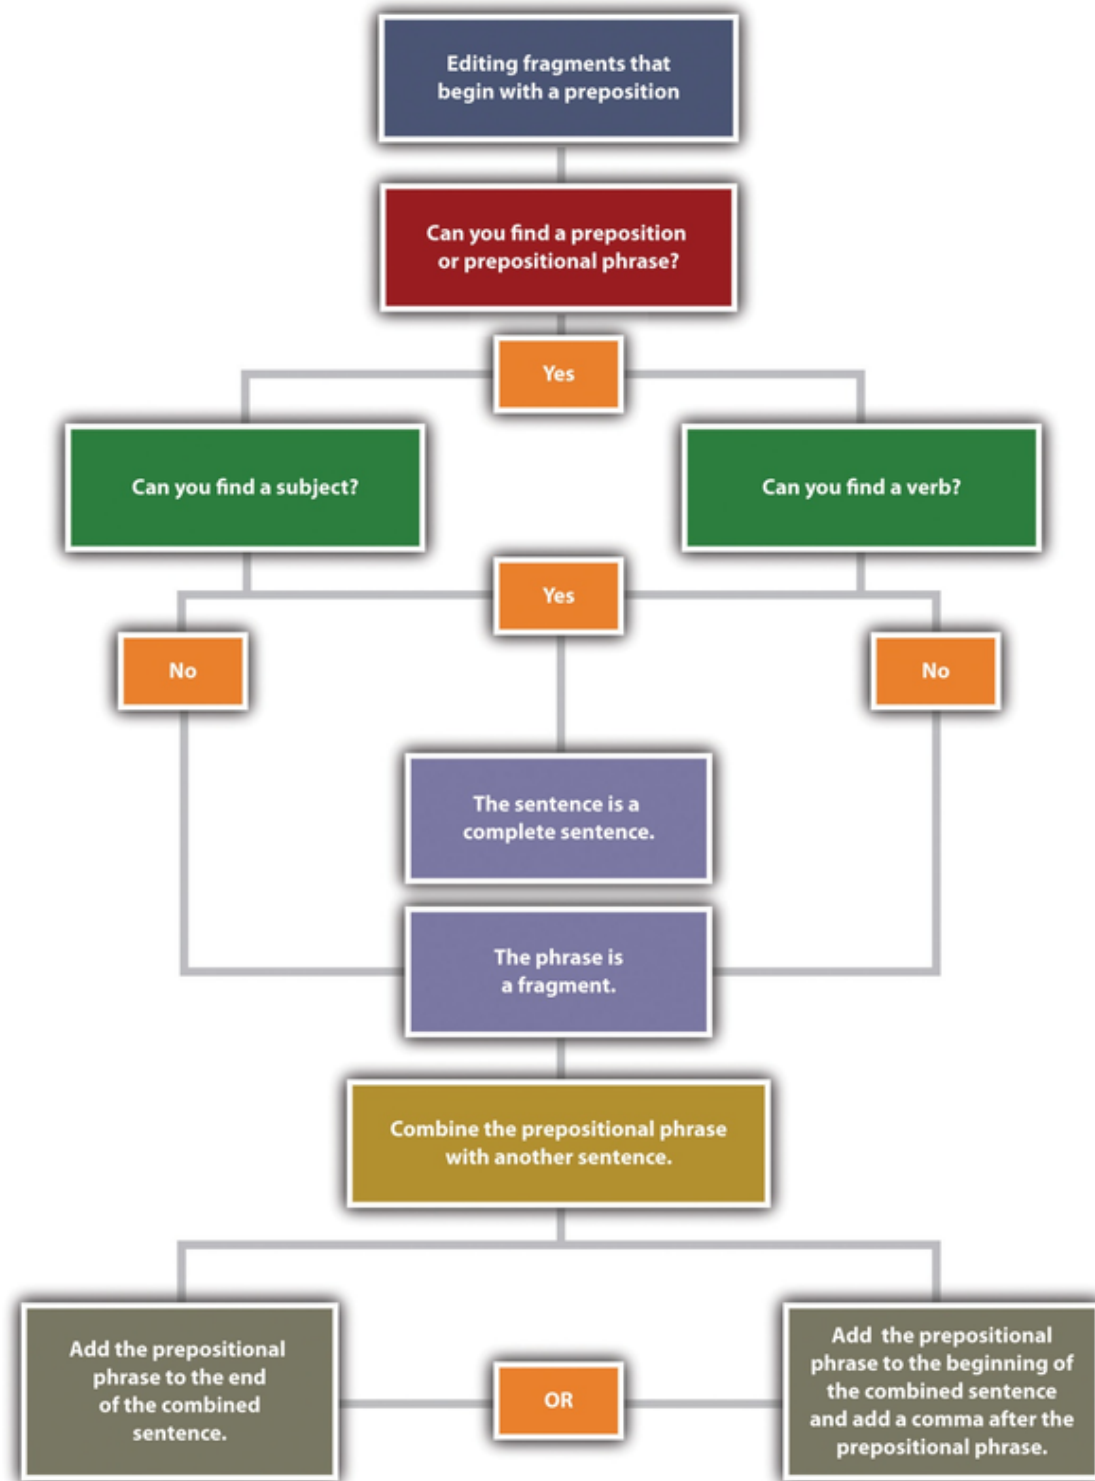 Editing fragments that
begin with a preposition
Can you find a preposition
or prepositional phrase?
Yes
Can you find a subject?
Can you find a verb?
Yes
No
No
The sentence is a
complete sentence.
The phrase is
a fragment.
Combine the prepositional phrase
with another sentence.
Add the prepositional
phrase to the end
of the combined
sentence.
OR
Add the prepositional
phrase to the beginning of
the combined sentence
and add a comma after the
prepositional phrase.